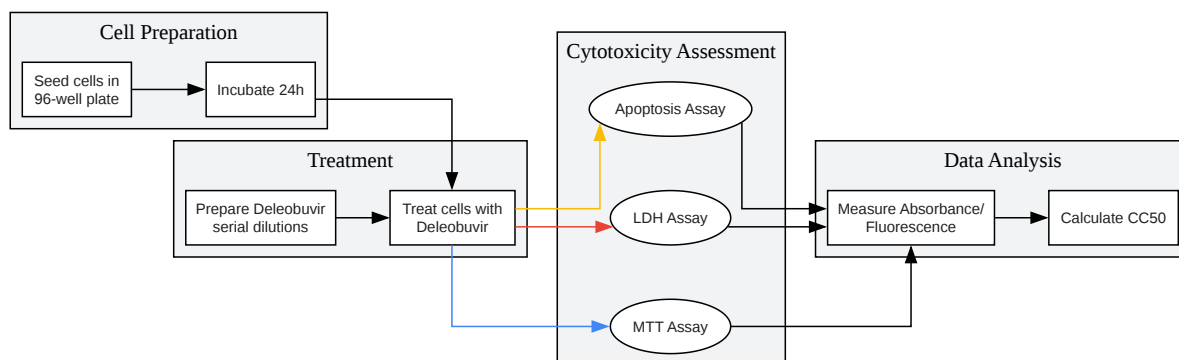 Cell Preparation
Seed cells in
96-well plate
Incubate 24h
Treatment
Prepare Deleobuvir
serial dilutions
Treat cells with
Deleobuvir
Cytotoxicity Assessment
Apoptosis Assay
LDH Assay
MTT Assay
Data Analysis
Measure Absorbance/
Fluorescence
Calculate CC50